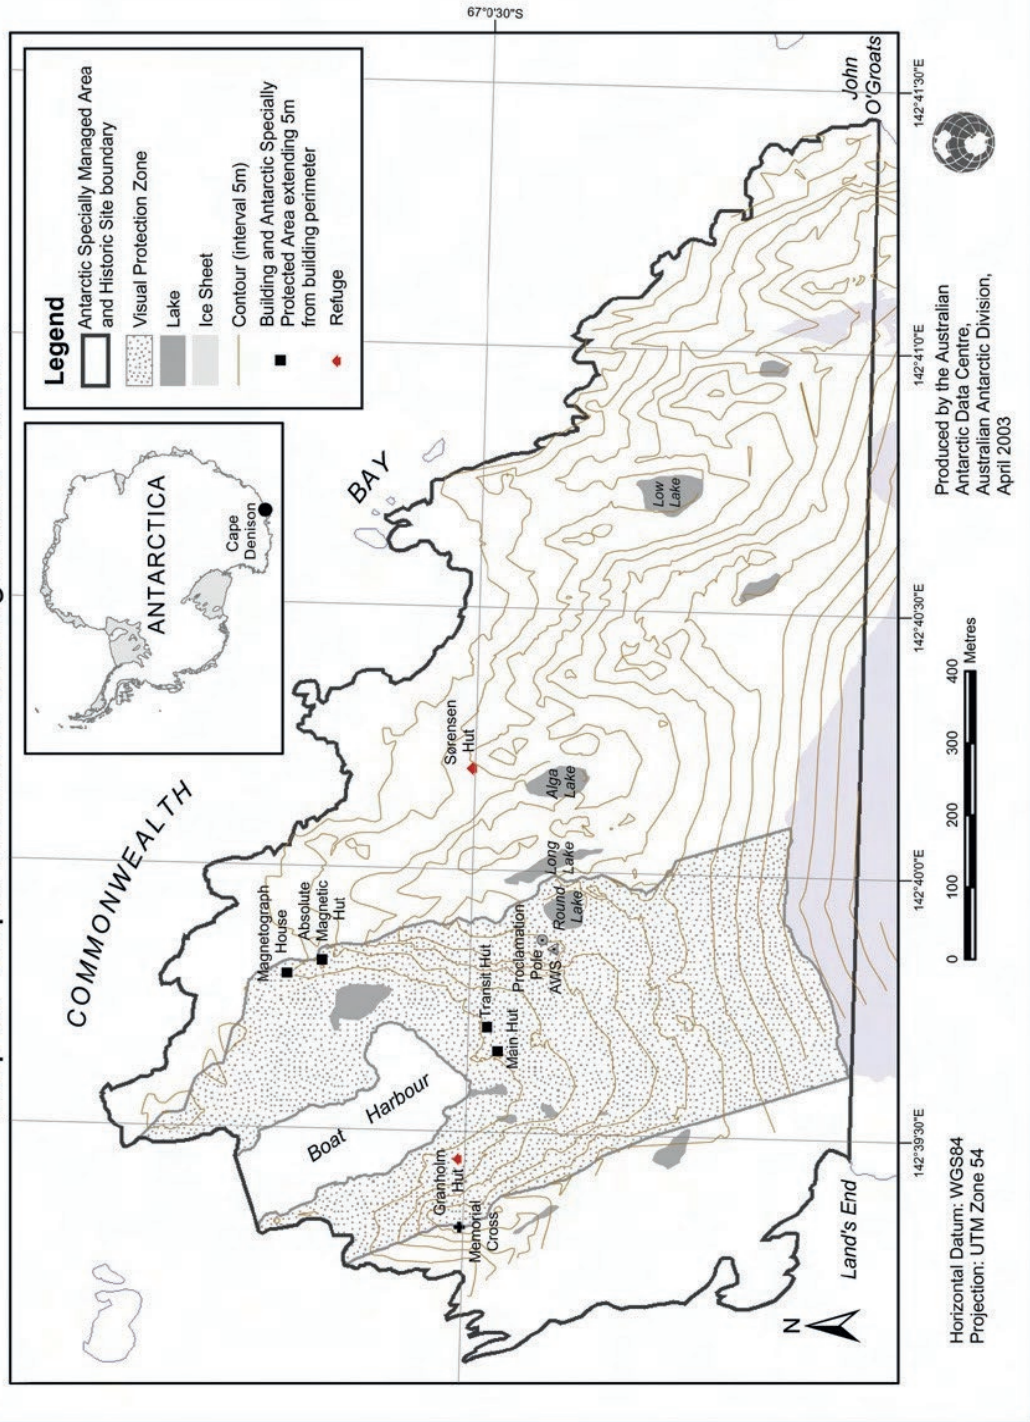 67°0'30"S
Legend
Antarctic Specially Managed Area
and Historic Site boundary
Visual Protection Zone
Lake
Ice Sheet
Contour (interval 5m)
Building and Antarctic Specially
Protected Area extending 5m
from building perimeter
Refuge
ANTARCTICA
Cape
Denison
COMMONWEALTH
BAY
Magnetograph
House
Absolute
Magnetic
Hut
Sørensen
Hut
Boat Harbour
Granholm
Hut
Memorial
Cross
Transit Hut
Main Hut
Proclamation
Pole
AWS
Round
Lake
Long
Lake
Alga
Lake
Low
Lake
Land's End
John
O'Groats
N
142°39'30"E
142°40'0"E
142°40'30"E
142°41'0"E
142°41'30"E
Horizontal Datum: WGS84
Projection: UTM Zone 54
0 100 200 300 400
Metres
Produced by the Australian
Antarctic Data Centre,
Australian Antarctic Division,
April 2003